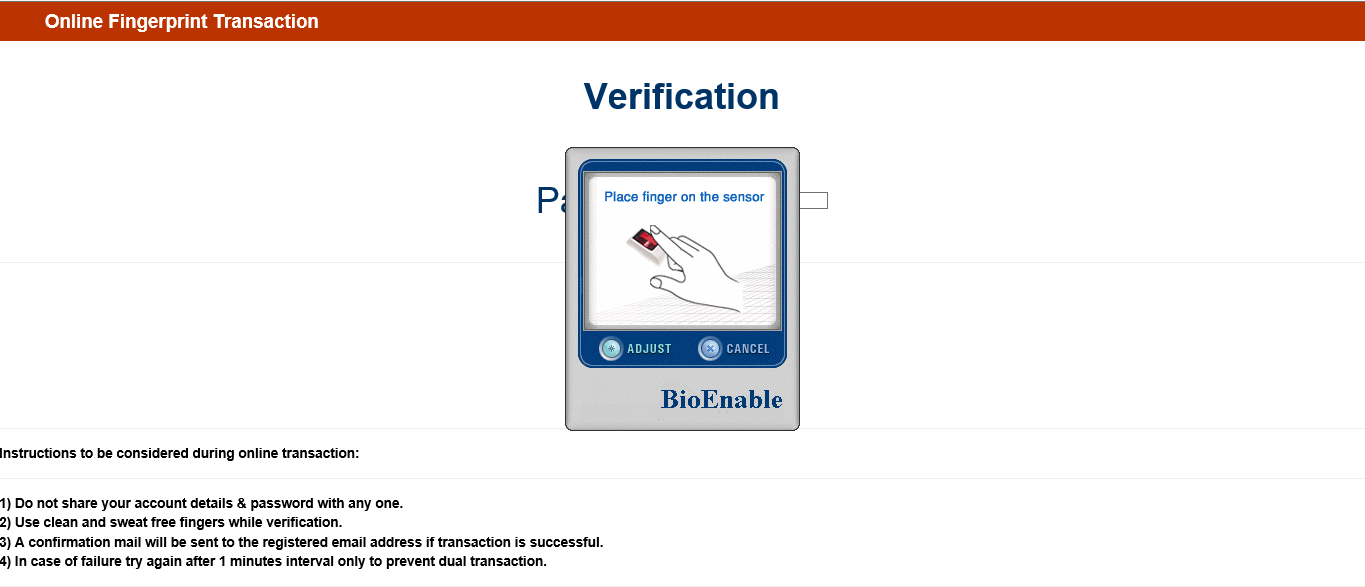 Online Fingerprint Transaction
Verification
Place finger on the sensor
ADJUST CANCEL
BioEnable
Instructions to be considered during online transaction:
1) Do not share your account details & password with any one.
2) Use clean and sweat free fingers while verification.
3) A confirmation mail will be sent to the registered email address if transaction is successful.
4) In case of failure try again after 1 minutes interval only to prevent dual transaction.